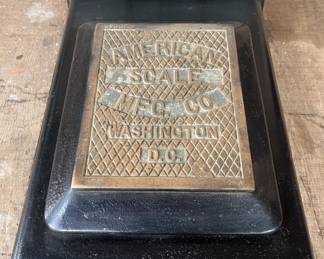 AMERICAN
SCALE
MFG. CO.
WASHINGTON
D.C.